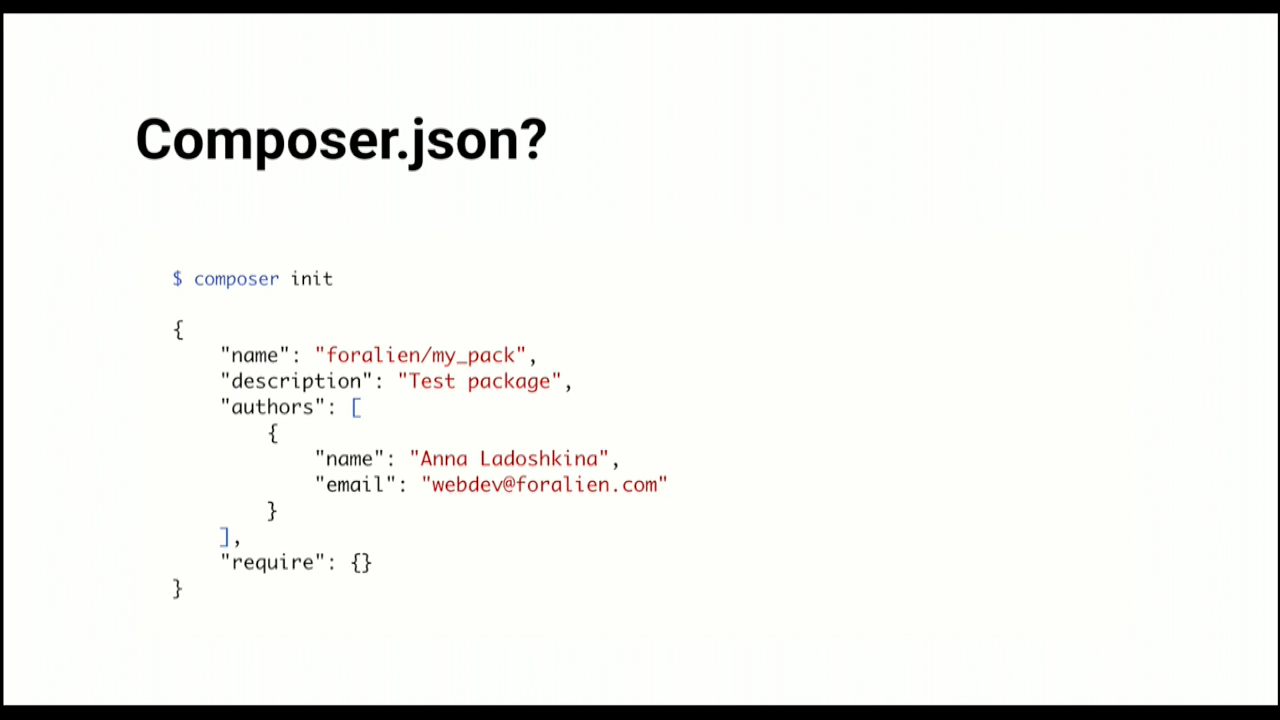 Composer.json?
$ composer init
{
"name": "foralien/my_pack",
"description": "Test package",
"authors": [
{
"name": "Anna Ladoshkina",
"email": "webdev@foralien.com"
}
],
"require": {}
}